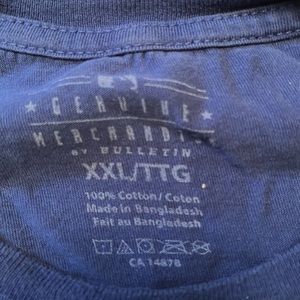 GENUINE
MERCHANDISE
BY BULLETIN
XXL/TTG
100% Cotton/Coton
Made in Bangladesh
Fait au Bangladesh
CA 14878